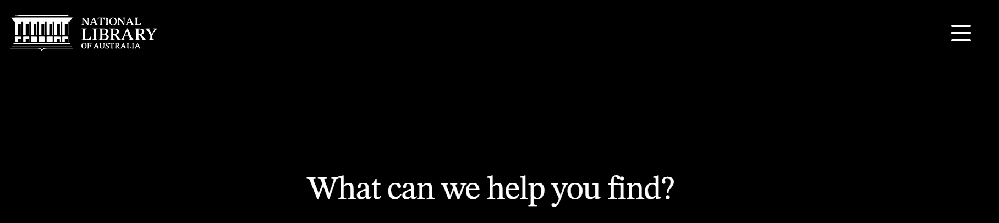 NATIONAL
LIBRARY
OF AUSTRALIA
What can we help you find?